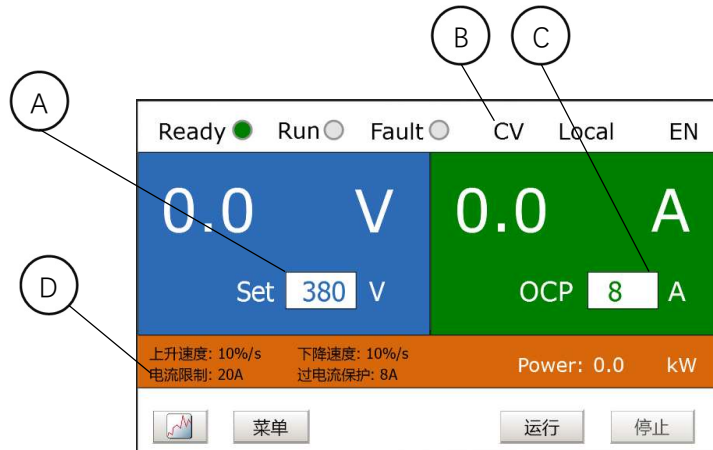 B C
A
Ready Run Fault CV Local EN
0.0 V 0.0 A
Set 380 V OCP 8 A
D
上升速度: 10%/s 下降速度: 10%/s
电流限制: 20A 过电流保护: 8A
Power: 0.0 kW
菜单 运行 停止